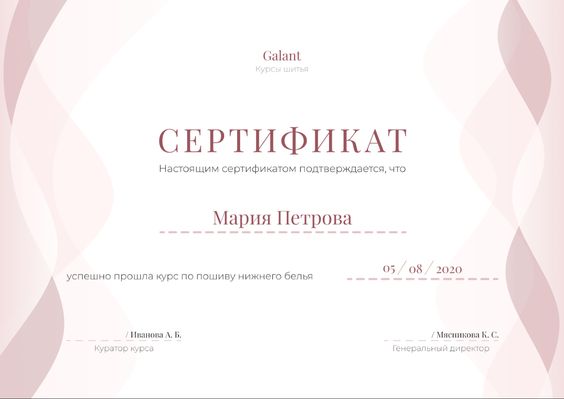 Galant
Курсы шитья
СЕРТИФИКАТ
Настоящим сертификатом подтверждается, что
Мария Петрова
успешно прошла курс по пошиву нижнего белья
05 / 08 / 2020
/ Иванова А. Б.
Куратор курса
/ Мясникова К. С.
Генеральный директор